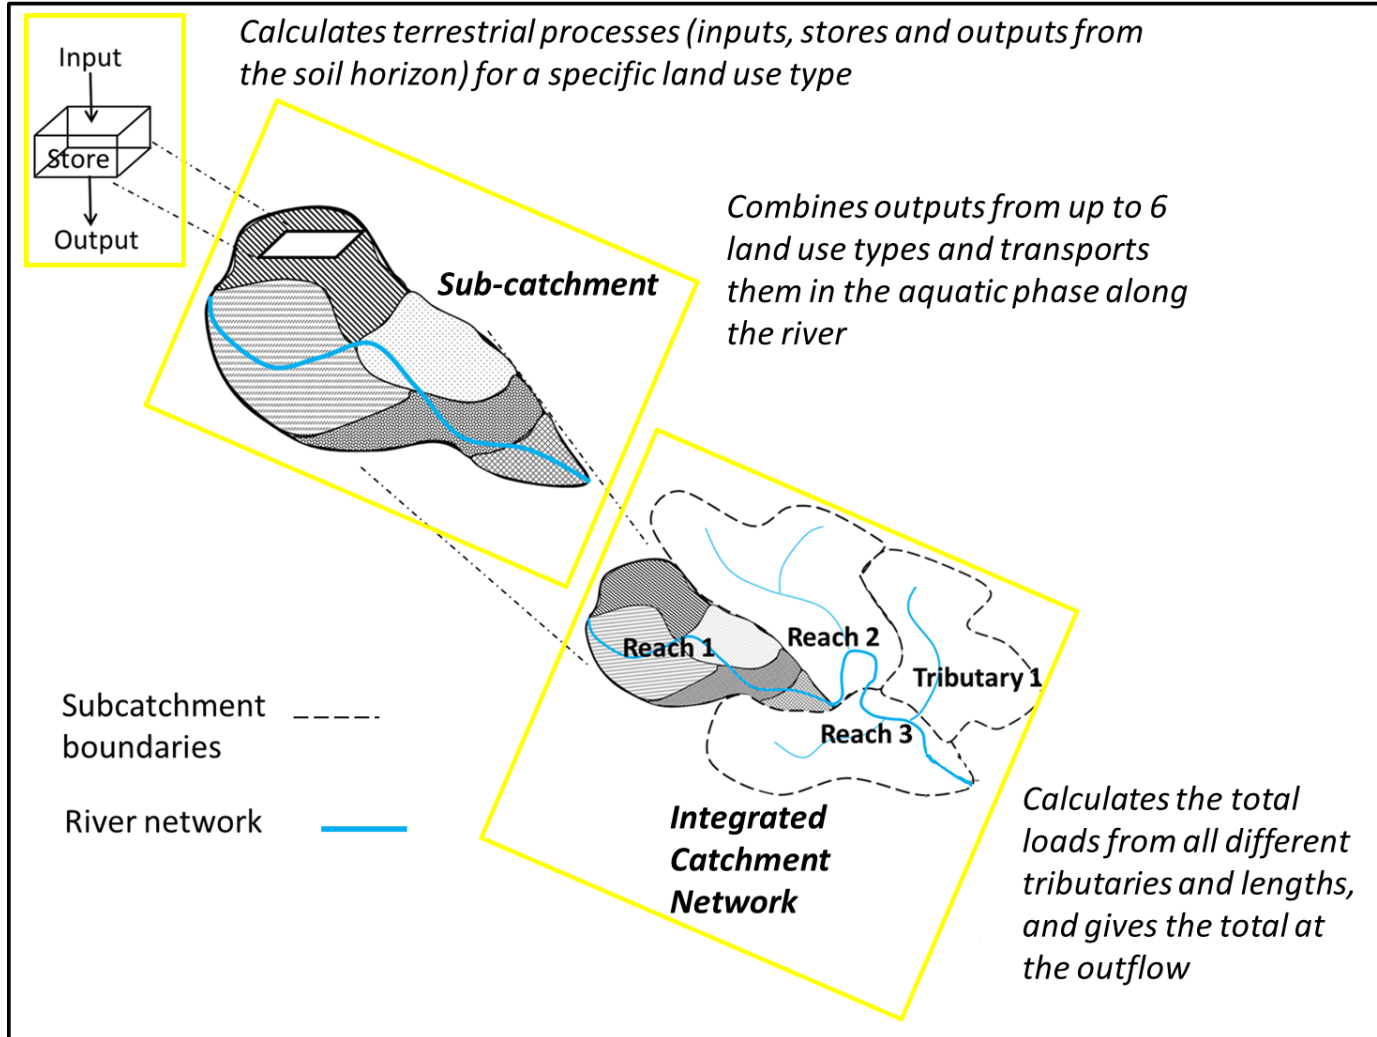 Calculates terrestrial processes (inputs, stores and outputs from
the soil horizon) for a specific land use type
Input
Store
Output
Combines outputs from up to 6
land use types and transports
them in the aquatic phase along
the river
Sub-catchment
Reach 1
Reach 2
Tributary 1
Reach 3
Subcatchment
boundaries
River network
Integrated
Catchment
Network
Calculates the total
loads from all different
tributaries and lengths,
and gives the total at
the outflow